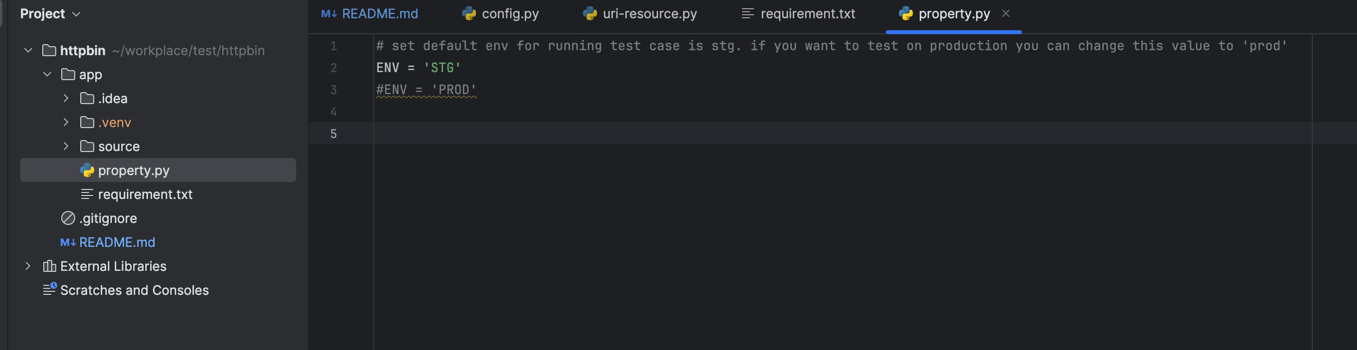 Project
README.md
config.py
uri-resource.py
requirement.txt
property.py
httpbin ~/workplace/test/httpbin
app
.idea
.venv
source
property.py
requirement.txt
.gitignore
README.md
External Libraries
Scratches and Consoles
1 # set default env for running test case is stg. if you want to test on production you can change this value to 'prod'
2 ENV = 'STG'
3 #ENV = 'PROD'
4
5